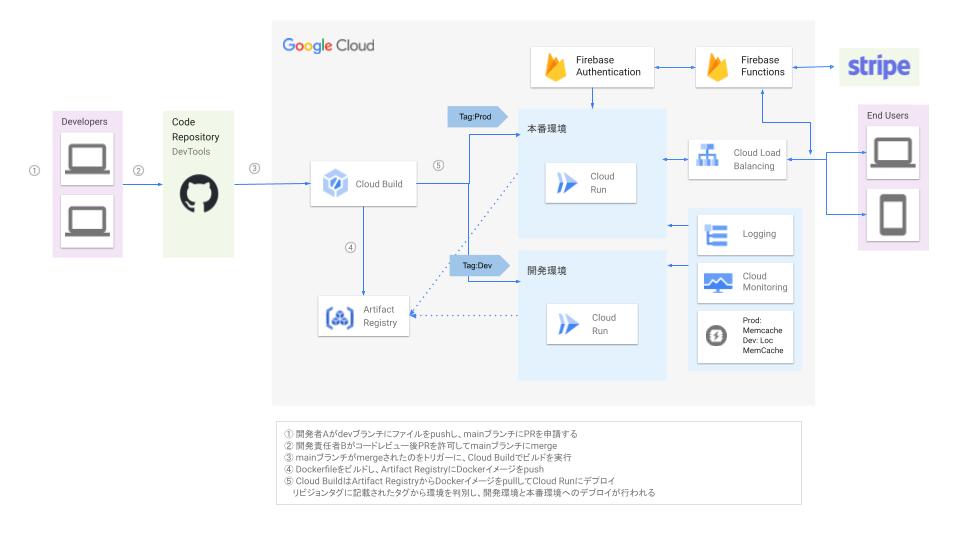 Google Cloud
Firebase
Authentication
Firebase
Functions
stripe
Developers
Code
Repository
DevTools
Tag:Prod
本番環境
End Users
①
②
③
Cloud Build
⑤
Cloud
Run
Cloud Load
Balancing
④
Tag:Dev
開発環境
Logging
Artifact
Registry
Cloud
Run
Cloud
Monitoring
Prod:
Memcache
Dev: Loc
MemCache
① 開発者Aがdevブランチにファイルをpushし、mainブランチにPRを申請する
② 開発責任者Bがコードレビュー後PRを許可してmainブランチにmerge
③ mainブランチがmergeされたのをトリガーに、Cloud Buildでビルドを実行
④ Dockerfileをビルドし、Artifact RegistryにDockerイメージをpush
⑤ Cloud BuildはArtifact RegistryからDockerイメージをpullしてCloud Runにデプロイ
リビジョンタグに記載されたタグから環境を判別し、開発環境と本番環境へのデプロイが行われる